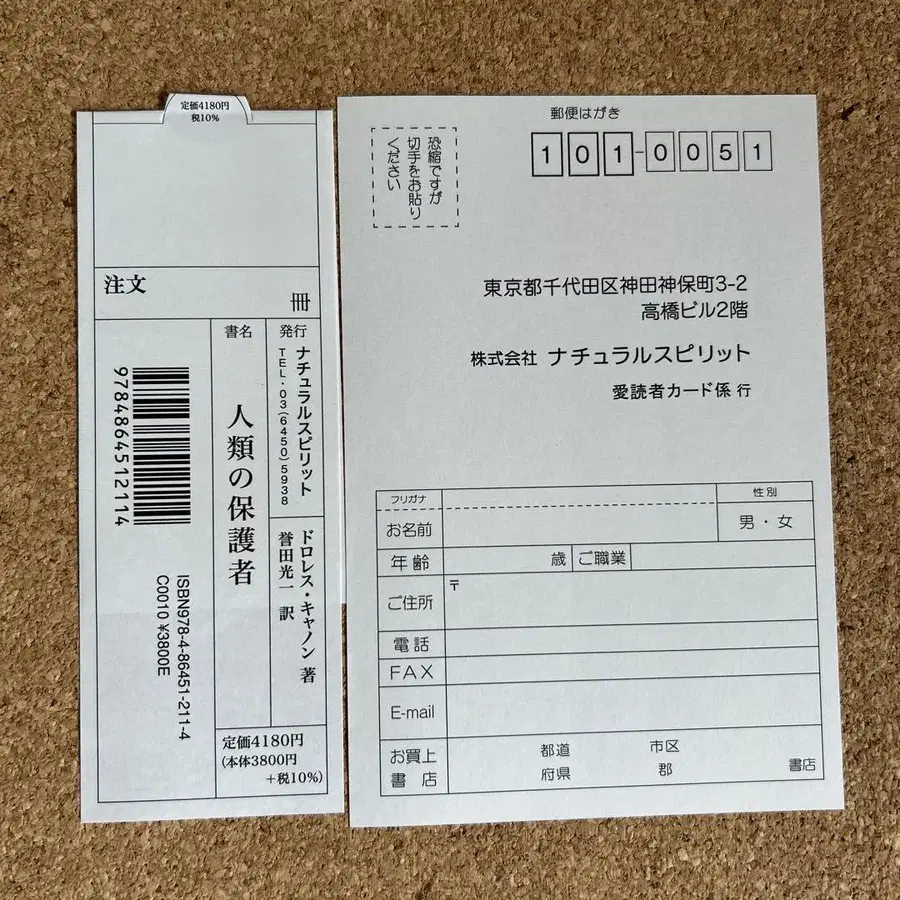 定価4180円
税10%
注文
冊
発行
ナチュラルスピリット
TEL・03(6450)5938
ドロレス・キャノン 著
誉田光一 訳
書名
人類の保護者
定価4180円
(本体3800円
+税10%)
9784864512114
ISBN978-4-86451-211-4
C0010 ¥3800E
郵便はがき
恐縮ですが
切手をお貼り
ください
101-0051
東京都千代田区神田神保町3-2
高橋ビル2階
株式会社 ナチュラルスピリット
愛読者カード係 行
フリガナ
性別
お名前
男・女
年齢
歳
ご職業
ご住所
〒
電話
FAX
E-mail
お買上
書店
都道
府県
市区
郡
書店